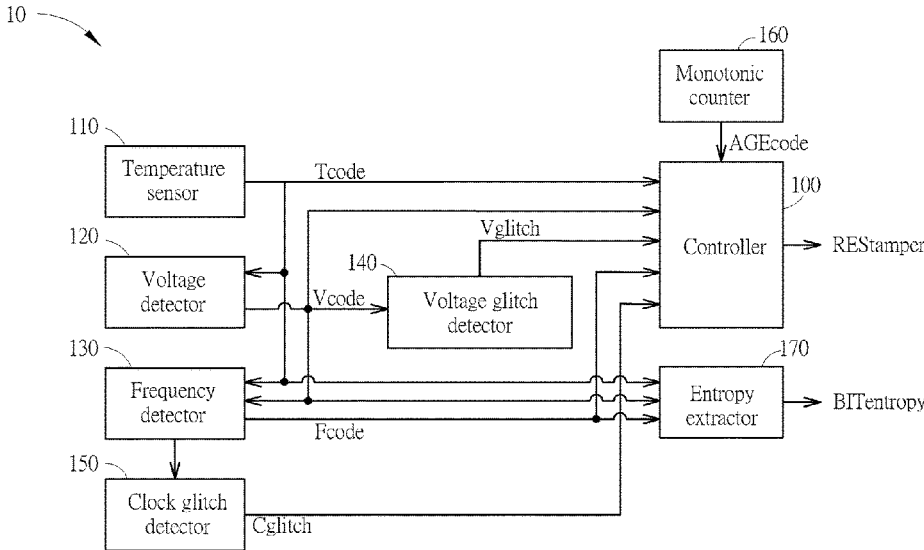 10
160
Monotonic
counter
AGEcode
110
Temperature
sensor
Tcode
100
Controller
REStamper
Vglitch
120
Voltage
detector
Vcode
140
Voltage glitch
detector
130
Frequency
detector
Fcode
170
Entropy
extractor
BITentropy
150
Clock glitch
detector
Cglitch